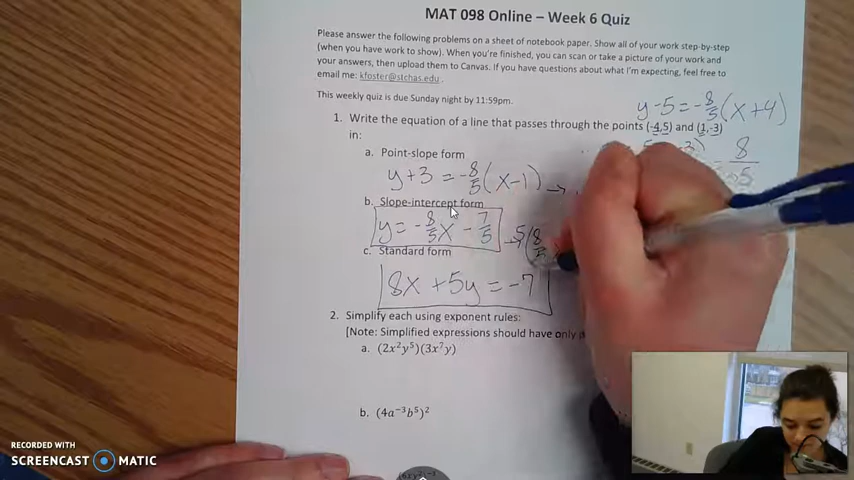 MAT 098 Online – Week 6 Quiz
Please answer the following problems on a sheet of notebook paper. Show all of your work step-by-step
(when you have work to show). When you're finished, you can scan or take a picture of your work and
your answers, then upload them to Canvas. If you have questions about what I'm expecting, feel free to
email me: kfoster@stchas.edu.
y-5=-8/5(x+4)
This weekly quiz is due Sunday night by 11:59pm.
1. Write the equation of a line that passes through the points (-4,5) and (1,-3)
in:
a. Point-slope form
y+3=-8/5(x-1) →
b. Slope-intercept form
y=-8/5x-7/5
c. Standard form
8x+5y=-7
2. Simplify each using exponent rules:
[Note: Simplified expressions should have only
a. (2x²y⁵)(3x⁷y)
b. (4a⁻³b⁵)²
RECORDED WITH
SCREENCAST MATIC